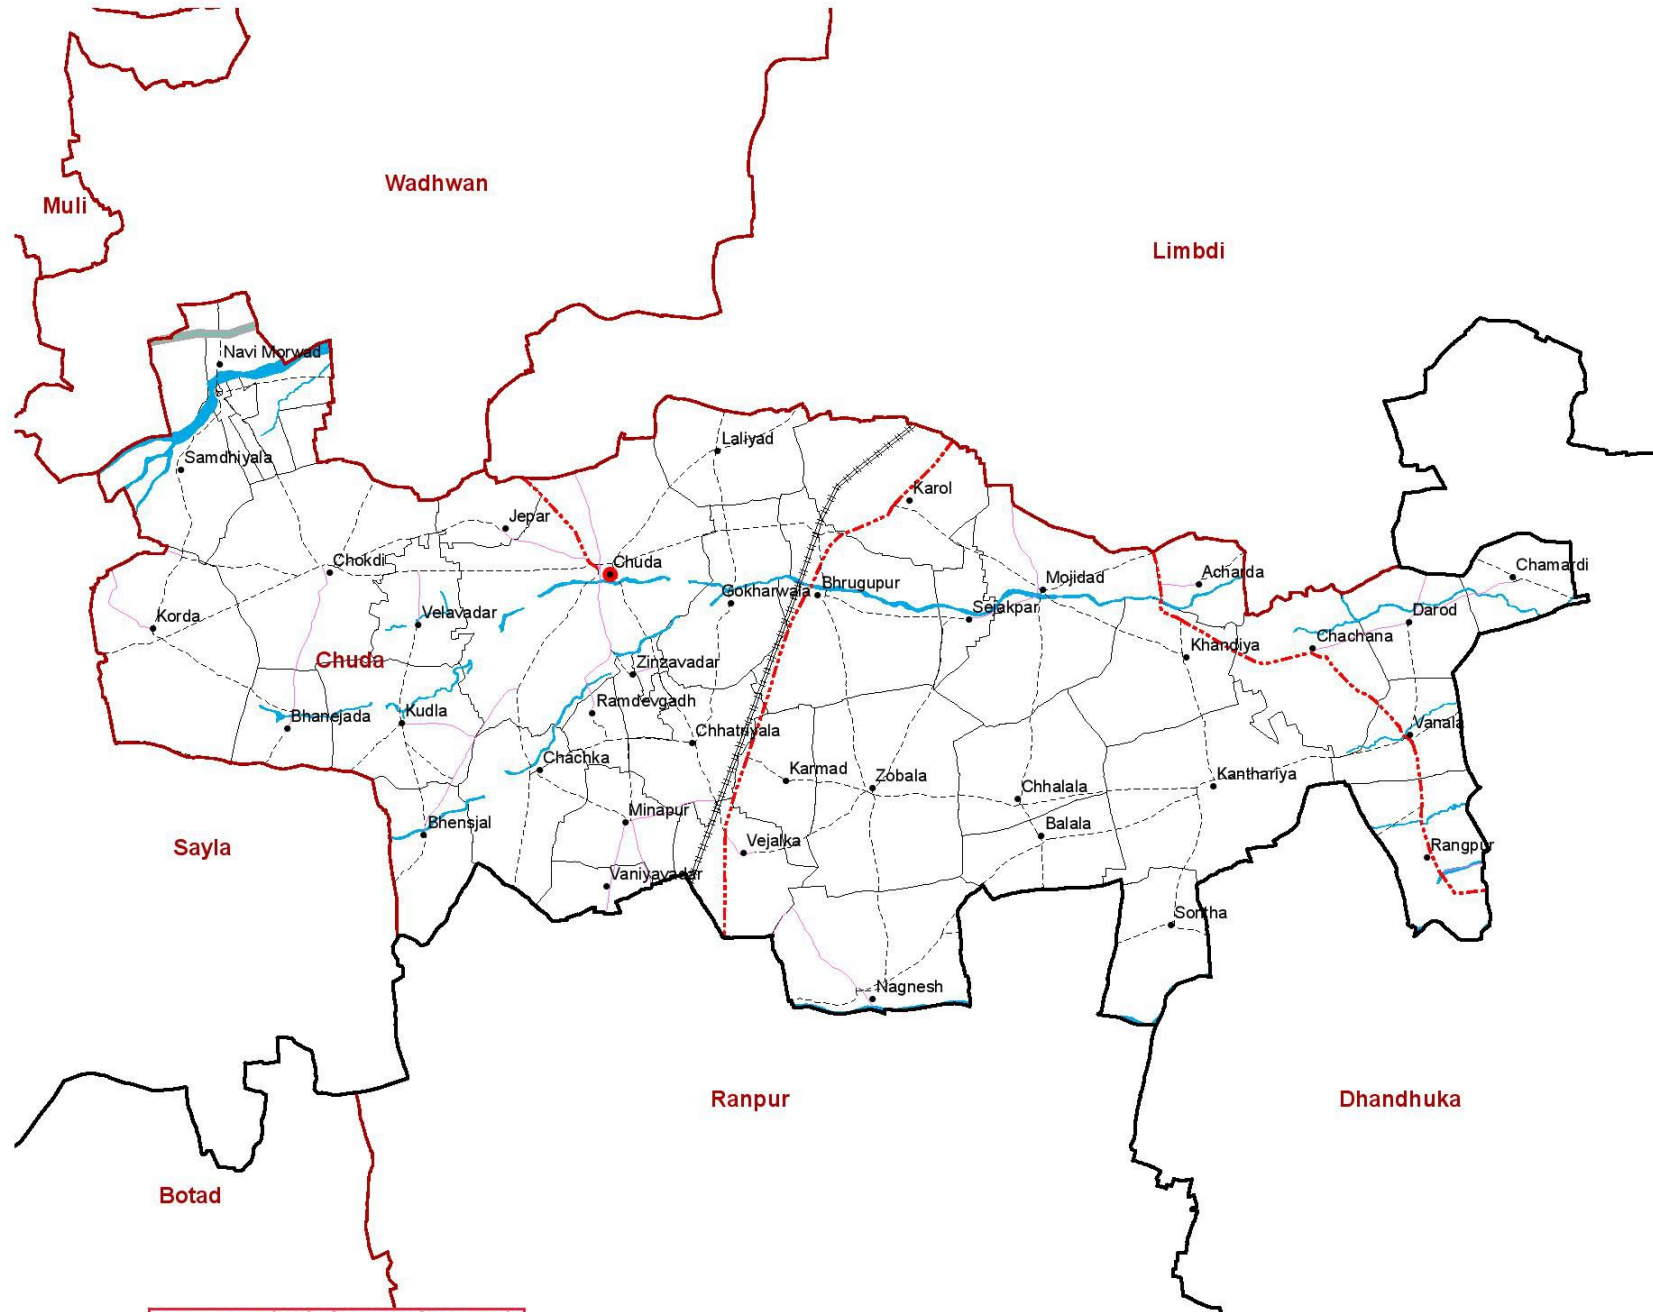 Wadhwan
Muli
Limbdi
Navi Morwad
Laliyad
Samdhiyala
Karol
Jepar
Chokdi
Chuda
Chamardi
Acharda
Mojidad
Bhrugupur
Gokharwala
Sejakpar
Darod
Korda
Velavadar
Chachana
Khandiya
Chuda
Zinzavadar
Ramdevgadh
Bhanejada
Kudla
Vanala
Chhatriyala
Chachka
Karmad
Zobala
Kanthariya
Chhalala
Minapur
Bhensjal
Balala
Sayla
Vejalka
Rangpur
Vaniyavadar
Sontha
Nagnesh
Ranpur
Dhandhuka
Botad